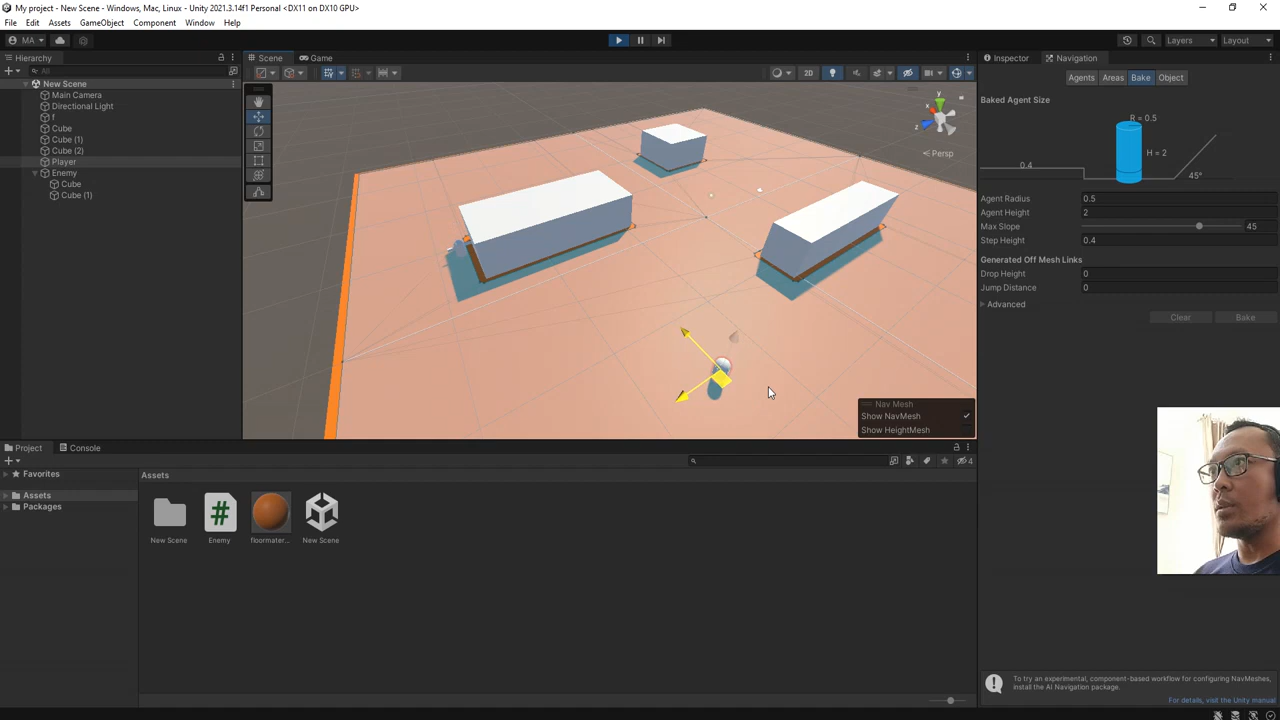 My project - New Scene - Windows, Mac, Linux - Unity 2021.3.14f1 Personal <DX11 on DX10 GPU>
File Edit Assets GameObject Component Window Help
MA
Layers
Layout
Hierarchy
All
New Scene
Main Camera
Directional Light
f
Cube
Cube (1)
Cube (2)
Player
Enemy
Cube
Cube (1)
Scene
Game
2D
y
x
z
Persp
Nav Mesh
Show NavMesh
Show HeightMesh
Inspector
Navigation
Agents
Areas
Bake
Object
Baked Agent Size
R = 0.5
0.4
H = 2
45°
Agent Radius 0.5
Agent Height 2
Max Slope 45
Step Height 0.4
Generated Off Mesh Links
Drop Height 0
Jump Distance 0
Advanced
Clear
Bake
Project
Console
4
Favorites
Assets
Packages
Assets
New Scene
Enemy
floormater...
New Scene
To try an experimental, component-based workflow for configuring NavMeshes,
install the AI Navigation package.
For details, visit the Unity manual